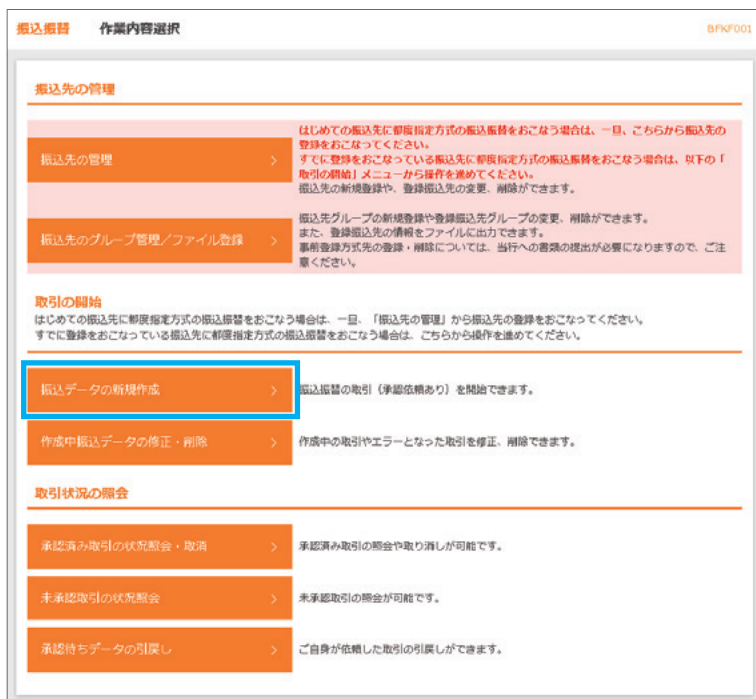 振込振替 作業内容選択 BFKF001
振込先の管理
振込先の管理 >
はじめての振込先に都度指定方式の振込振替をおこなう場合は、一旦、こちらから振込先の
登録をおこなってください。
すでに登録をおこなっている振込先に都度指定方式の振込振替をおこなう場合は、以下の「
取引の開始」メニューから操作を進めてください。
振込先の新規登録や、登録振込先の変更、削除ができます。
振込先のグループ管理／ファイル登録 >
振込先グループの新規登録や登録振込先グループの変更、削除ができます。
また、登録振込先の情報をファイルに出力できます。
事前登録方式先の登録・削除については、当行への書類の提出が必要になりますので、ご注
意ください。
取引の開始
はじめての振込先に都度指定方式の振込振替をおこなう場合は、一旦、「振込先の管理」から振込先の登録をおこなってください。
すでに登録をおこなっている振込先に都度指定方式の振込振替をおこなう場合は、こちらから操作を進めてください。
振込データの新規作成 >
振込振替の取引（承認依頼あり）を開始できます。
作成中振込データの修正・削除 >
作成中の取引やエラーとなった取引を修正、削除できます。
取引状況の照会
承認済み取引の状況照会・取消 >
承認済み取引の照会や取り消しが可能です。
未承認取引の状況照会 >
未承認取引の照会が可能です。
承認待ちデータの引戻し >
ご自身が依頼した取引の引戻しができます。